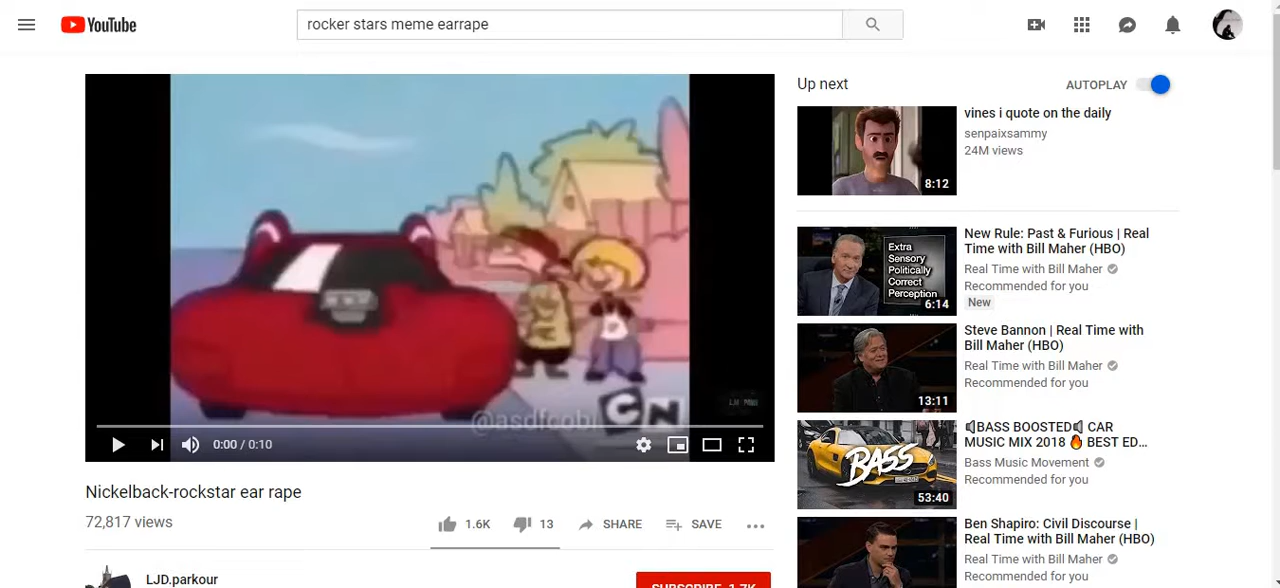 YouTube
rocker stars meme earrape
Up next
AUTOPLAY
vines i quote on the daily
senpaixsammy
24M views
8:12
Extra
Sensory
Politically
Correct
Perception
6:14
New Rule: Past & Furious | Real
Time with Bill Maher (HBO)
Real Time with Bill Maher
Recommended for you
New
Steve Bannon | Real Time with
Bill Maher (HBO)
Real Time with Bill Maher
Recommended for you
13:11
BASS BOOSTED CAR
MUSIC MIX 2018 🔥 BEST ED...
Bass Music Movement
Recommended for you
BASS
53:40
Ben Shapiro: Civil Discourse |
Real Time with Bill Maher (HBO)
Real Time with Bill Maher
Recommended for you
@asdfcobi
CN
0:00 / 0:10
Nickelback-rockstar ear rape
72,817 views
1.6K
13
SHARE
SAVE
LJD.parkour
SUBSCRIBE 1.7K